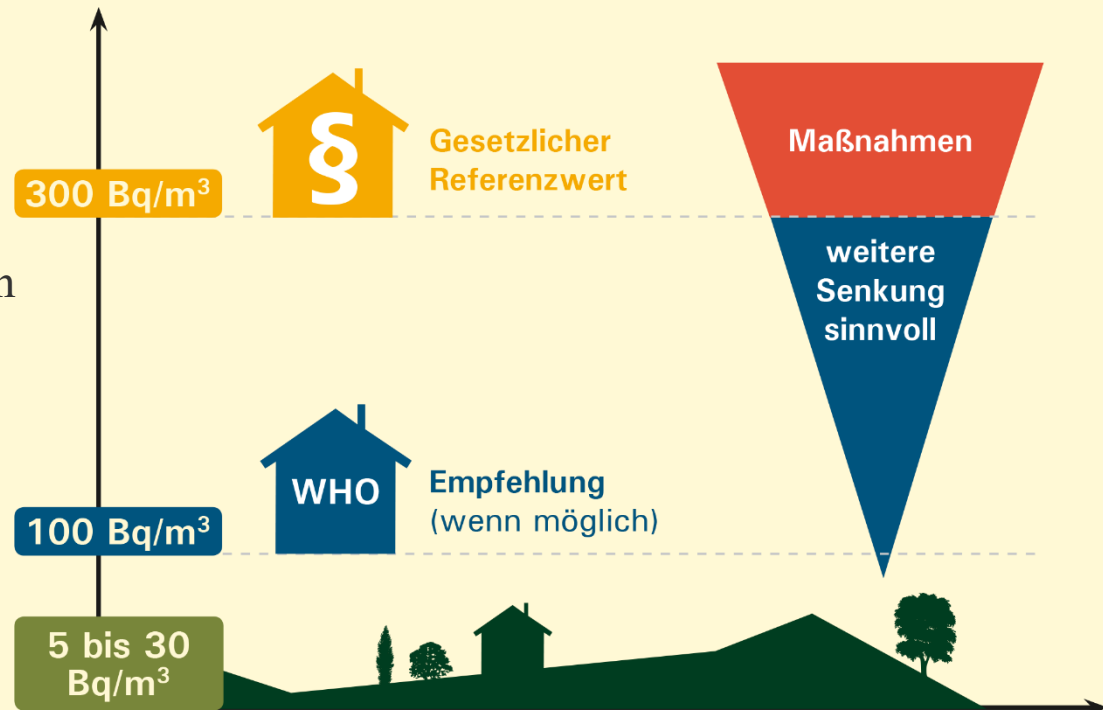 Gesetzlicher
Referenzwert
Maßnahmen
300 Bq/m³
§
weitere
Senkung
sinnvoll
WHO
Empfehlung
(wenn möglich)
100 Bq/m³
5 bis 30
Bq/m³